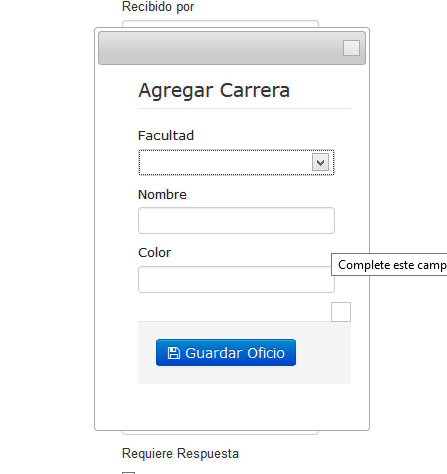 Recibido por
Agregar Carrera
Facultad
Nombre
Color
Complete este camp
Guardar Oficio
Requiere Respuesta